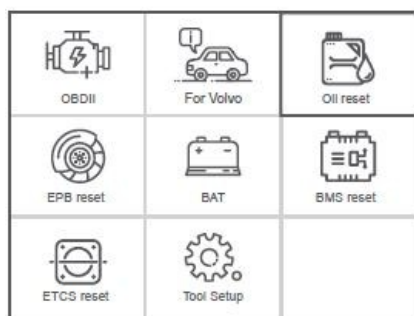 OBDII
For Volvo
Oil reset
EPB reset
BAT
BMS reset
ETCS reset
Tool Setup